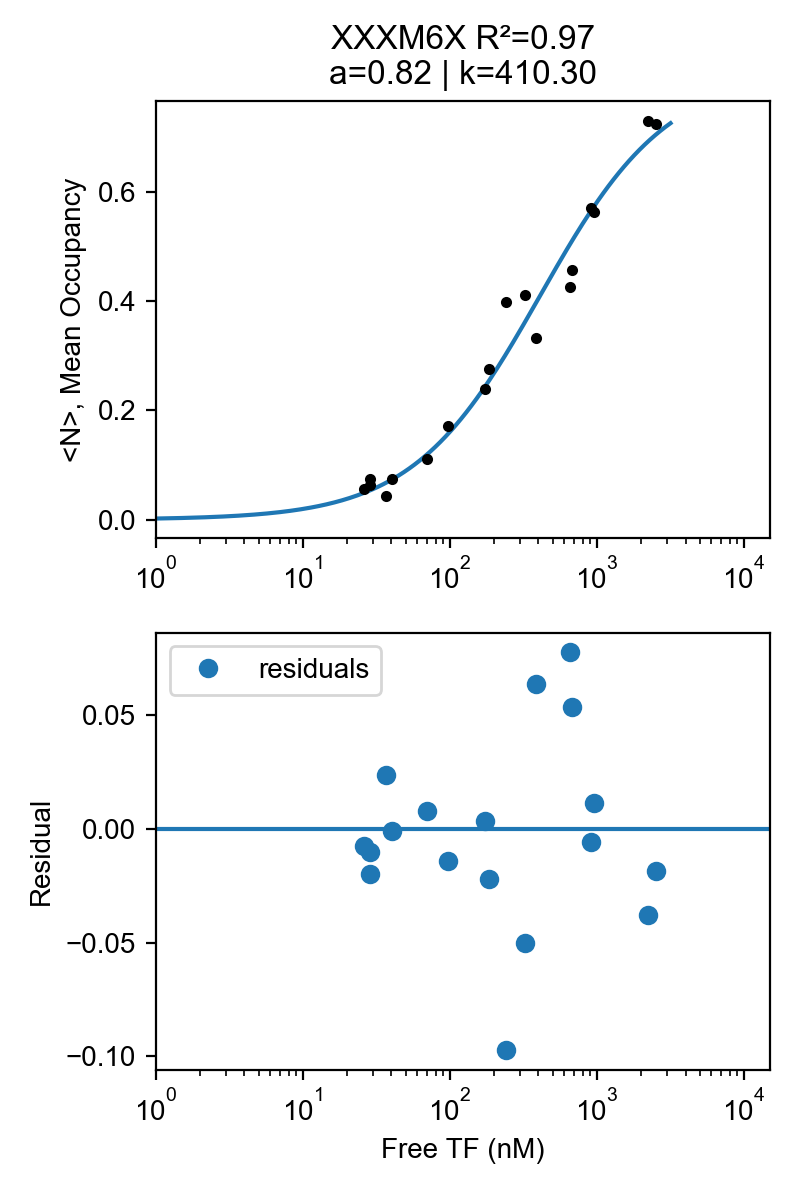 XXXM6X R²=0.97
a=0.82 | k=410.30
<N>, Mean Occupancy
0.6
0.4
0.2
0.0
10⁰ 10¹ 10² 10³ 10⁴
residuals
Residual
0.05
0.00
−0.05
−0.10
10⁰ 10¹ 10² 10³ 10⁴
Free TF (nM)